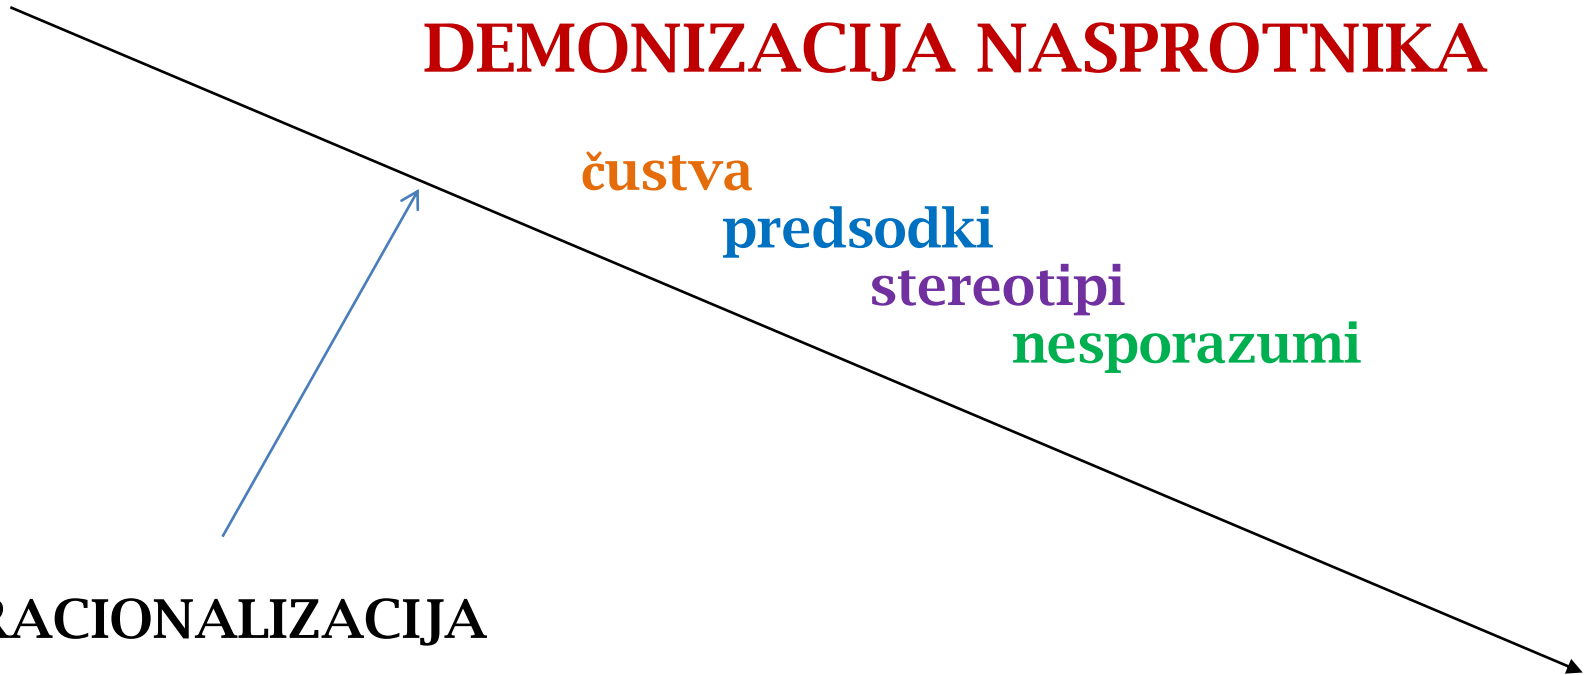 DEMONIZACIJA NASPROTNIKA
čustva
predsodki
stereotipi
nesporazumi
RACIONALIZACIJA